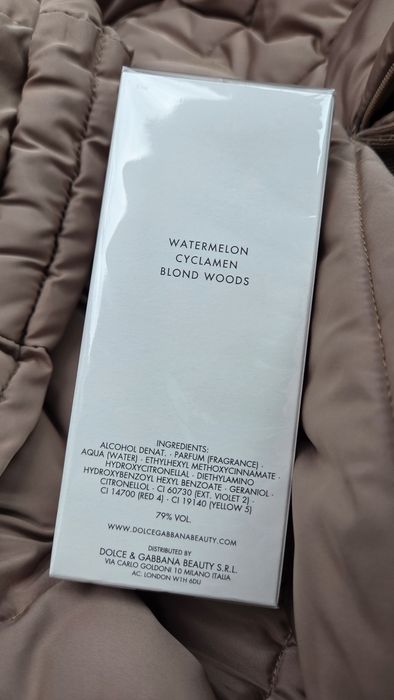 WATERMELON
CYCLAMEN
BLOND WOODS
INGREDIENTS:
ALCOHOL DENAT. · PARFUM (FRAGRANCE) ·
AQUA (WATER) · ETHYLHEXYL METHOXYCINNAMATE ·
HYDROXYCITRONELLAL · DIETHYLAMINO
HYDROXYBENZOYL HEXYL BENZOATE · GERANIOL ·
CITRONELLOL · CI 60730 (EXT. VIOLET 2) ·
CI 14700 (RED 4) · CI 19140 (YELLOW 5)
79% VOL.
WWW.DOLCEGABBANABEAUTY.COM
DISTRIBUTED BY
DOLCE & GABBANA BEAUTY S.R.L.
VIA CARLO GOLDONI 10 MILANO ITALIA
AC. LONDON W1H 6DU